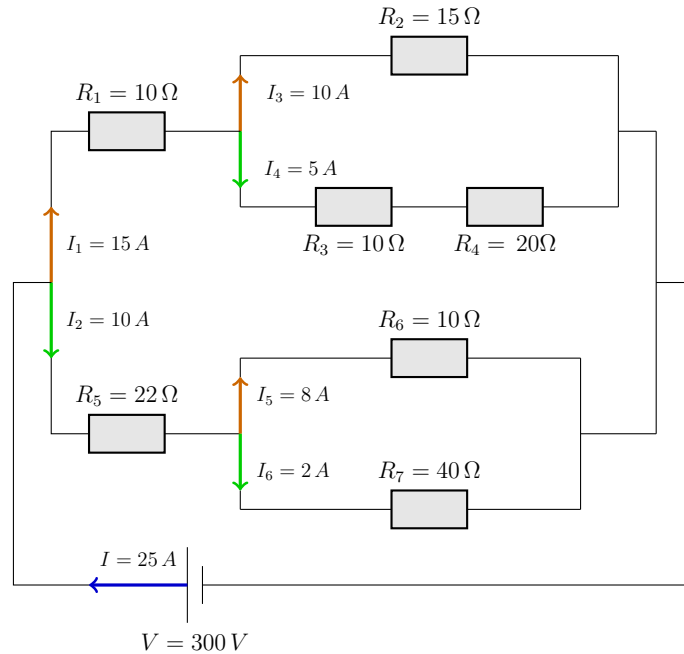 R₂ = 15 Ω
R₁ = 10 Ω
I₃ = 10 A
I₄ = 5 A
R₃ = 10 Ω
R₄ = 20Ω
I₁ = 15 A
I₂ = 10 A
R₆ = 10 Ω
R₅ = 22 Ω
I₅ = 8 A
I₆ = 2 A
R₇ = 40 Ω
I = 25 A
V = 300 V